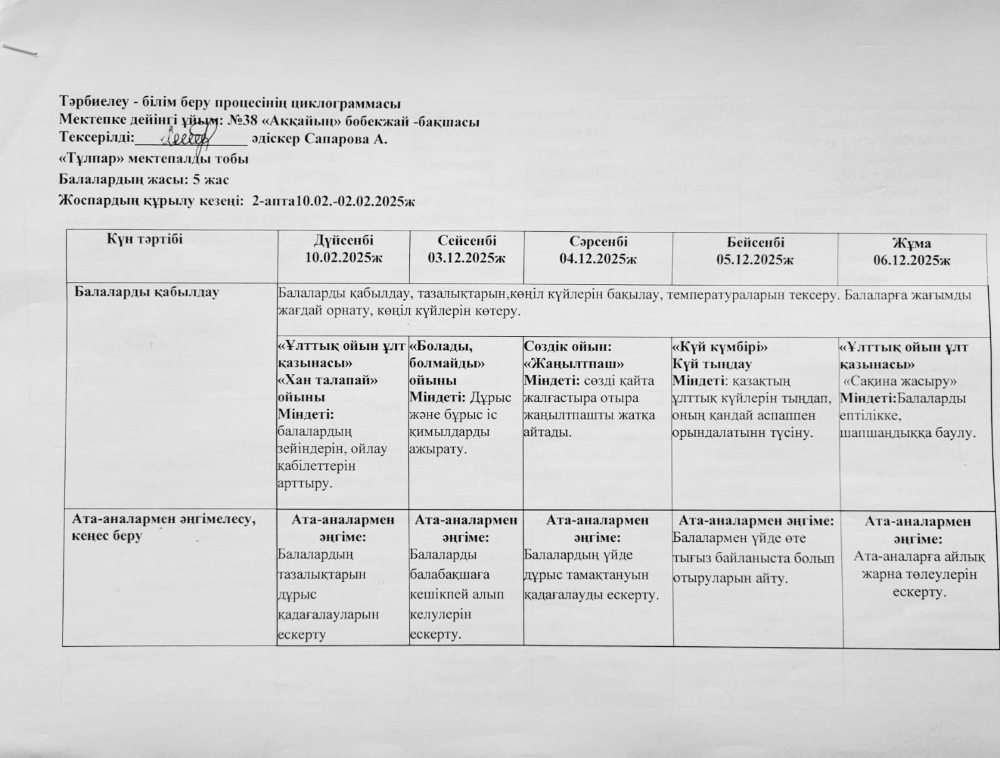 Тәрбиелеу - білім беру процесінің циклограммасы
Мектепке дейінгі ұйым: №38 «Аққайың» бөбекжай -бақшасы
Тексерілді:______________ әдіскер Сапарова А.
«Тұлпар» мектепалды тобы
Балалардың жасы: 5 жас
Жоспардың құрылу кезеңі: 2-апта10.02.-02.02.2025ж
Күн тәртібі
Дүйсенбі
10.02.2025ж
Сейсенбі
03.12.2025ж
Сәрсенбі
04.12.2025ж
Бейсенбі
05.12.2025ж
Жұма
06.12.2025ж
Балаларды қабылдау
Балаларды қабылдау, тазалықтарын,көңіл күйлерін бақылау, температураларын тексеру. Балаларға жағымды
жағдай орнату, көңіл күйлерін көтеру.
«Ұлттық ойын ұлт
қазынасы»
«Хан талапай»
ойыны
Міндеті:
балалардың
зейіндерін, ойлау
қабілеттерін
арттыру.
«Болады,
болмайды»
ойыны
Міндеті: Дұрыс
және бұрыс іс
қимылдарды
ажырату.
Сөздік ойын:
«Жаңылтпаш»
Міндеті: сөзді қайта
жалғастыра отыра
жаңылтпашты жатқа
айтады.
«Күй күмбірі»
Күй тыңдау
Міндеті: қазақтың
ұлттық күйлерін тыңдап,
оның қандай аспаппен
орындалатынн түсіну.
«Ұлттық ойын ұлт
қазынасы»
«Сақина жасыру»
Міндеті:Балаларды
ептілікке,
шапшаңдыққа баулу.
Ата-аналармен әңгімелесу,
кеңес беру
Ата-аналармен
әңгіме:
Балалардың
тазалықтарын
дұрыс
қадағалауларын
ескерту
Ата-аналармен
әңгіме:
Балаларды
балабақшаға
кешікпей алып
келулерін
ескерту.
Ата-аналармен
әңгіме:
Балалардың үйде
дұрыс тамақтануын
қадағалауды ескерту.
Ата-аналармен әңгіме:
Балалармен үйде өте
тығыз байланыста болып
отыруларын айту.
Ата-аналармен
әңгіме:
Ата-аналарға айлық
жарна төлеулерін
ескерту.